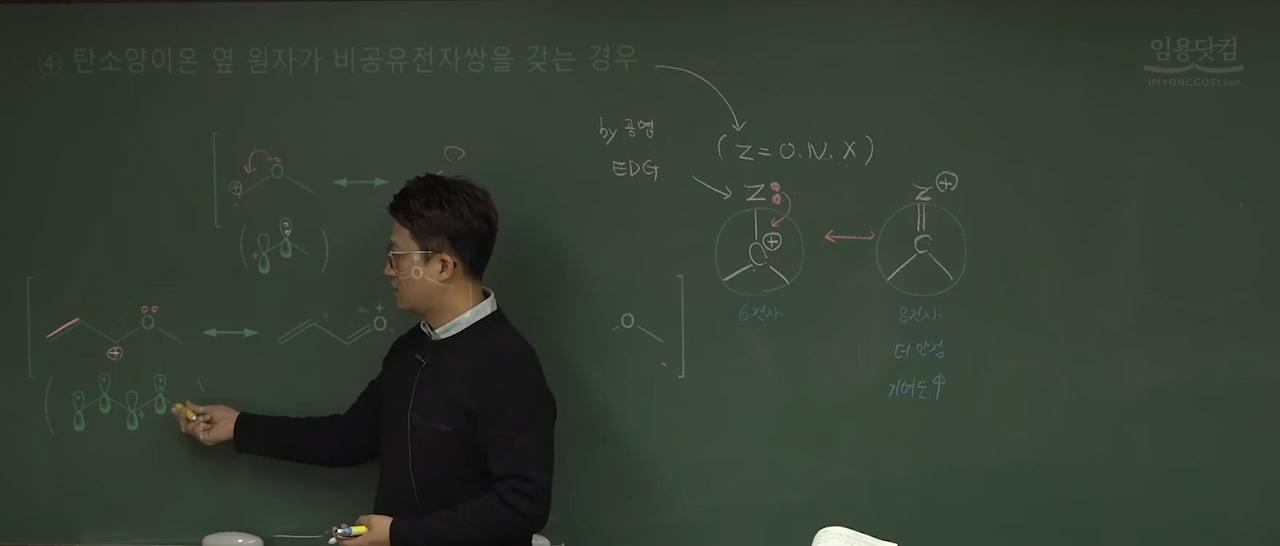 ④ 탄소양이온 옆 원자가 비공유전자쌍을 갖는 경우
임용닷컴
IMYONGGOSI.com
by 공명
EDG
(Z = O. N. X)
Z
Z ⊕
⊕
C
6전자
8전자
더 안정
기여도 ↑
O
⊕
+
O
O
⊕
+
O
O
+